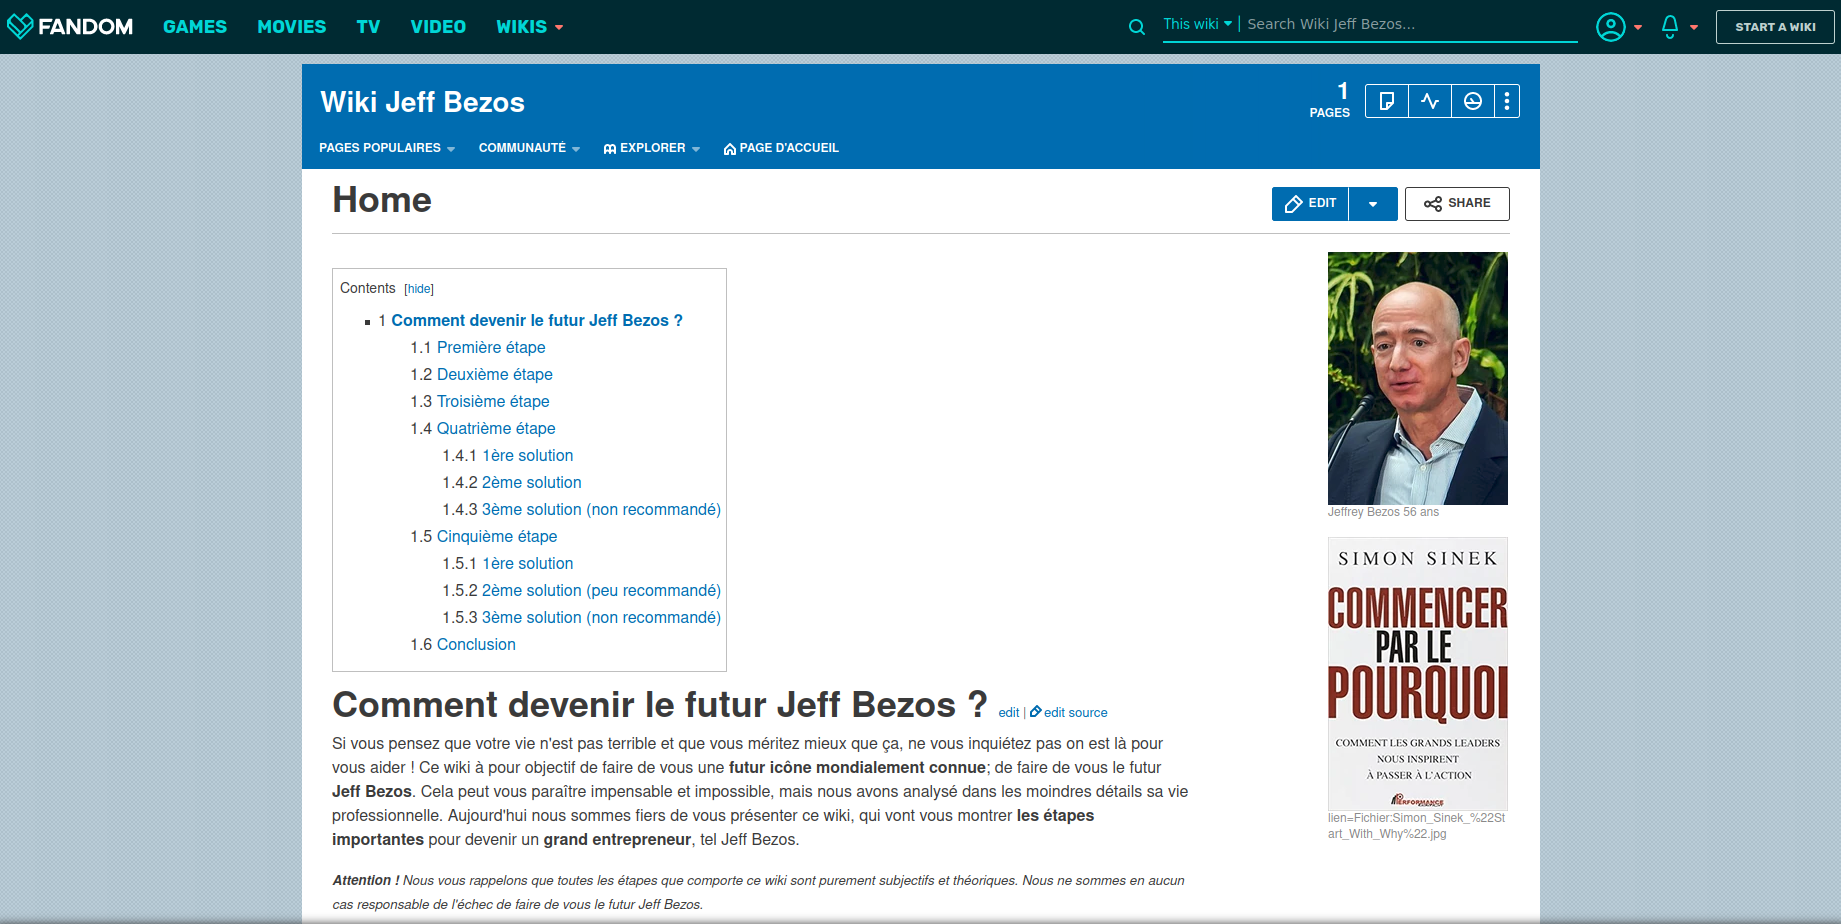 FANDOM GAMES MOVIES TV VIDEO WIKIS This wiki | Search Wiki Jeff Bezos... START A WIKI
Wiki Jeff Bezos
1
PAGES
PAGES POPULAIRES COMMUNAUTÉ EXPLORER PAGE D'ACCUEIL
Home
EDIT SHARE
Contents [hide]
1 Comment devenir le futur Jeff Bezos ?
1.1 Première étape
1.2 Deuxième étape
1.3 Troisième étape
1.4 Quatrième étape
1.4.1 1ère solution
1.4.2 2ème solution
1.4.3 3ème solution (non recommandé)
1.5 Cinquième étape
1.5.1 1ère solution
1.5.2 2ème solution (peu recommandé)
1.5.3 3ème solution (non recommandé)
1.6 Conclusion
Jeffrey Bezos 56 ans
SIMON SINEK
COMMENCER
PAR LE
POURQUOI
COMMENT LES GRANDS LEADERS
NOUS INSPIRENT
À PASSER À L'ACTION
PERFORMANCE
lien=Fichier:Simon_Sinek_%22St
art_With_Why%22.jpg
Comment devenir le futur Jeff Bezos ? edit | edit source
Si vous pensez que votre vie n'est pas terrible et que vous méritez mieux que ça, ne vous inquiétez pas on est là pour
vous aider ! Ce wiki à pour objectif de faire de vous une futur icône mondialement connue; de faire de vous le futur
Jeff Bezos. Cela peut vous paraître impensable et impossible, mais nous avons analysé dans les moindres détails sa vie
professionnelle. Aujourd'hui nous sommes fiers de vous présenter ce wiki, qui vont vous montrer les étapes
importantes pour devenir un grand entrepreneur, tel Jeff Bezos.
Attention ! Nous vous rappelons que toutes les étapes que comporte ce wiki sont purement subjectifs et théoriques. Nous ne sommes en aucun
cas responsable de l'échec de faire de vous le futur Jeff Bezos.